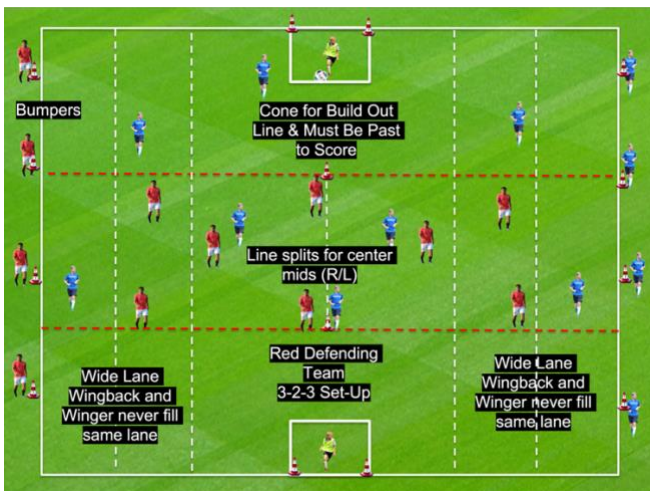 Bumpers
Cone for Build Out
Line & Must Be Past
to Score
Line splits for center
mids (R/L)
Red Defending
Team
3-2-3 Set-Up
Wide Lane
Wingback and
Winger never fill
same lane
Wide Lane
Wingback and
Winger never fill
same lane